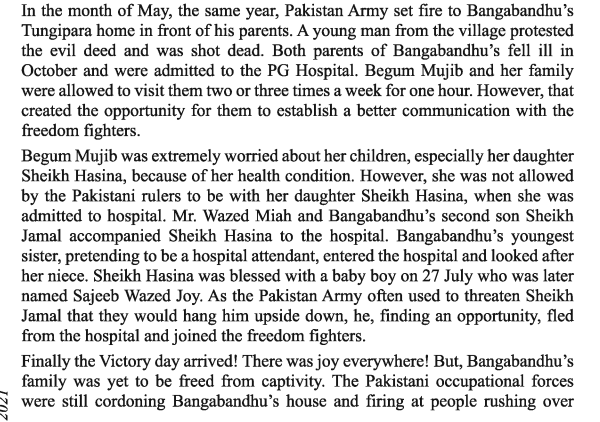 In the month of May, the same year, Pakistan Army set fire to Bangabandhu's
Tungipara home in front of his parents. A young man from the village protested
the evil deed and was shot dead. Both parents of Bangabandhu's fell ill in
October and were admitted to the PG Hospital. Begum Mujib and her family
were allowed to visit them two or three times a week for one hour. However, that
created the opportunity for them to establish a better communication with the
freedom fighters.
Begum Mujib was extremely worried about her children, especially her daughter
Sheikh Hasina, because of her health condition. However, she was not allowed
by the Pakistani rulers to be with her daughter Sheikh Hasina, when she was
admitted to hospital. Mr. Wazed Miah and Bangabandhu's second son Sheikh
Jamal accompanied Sheikh Hasina to the hospital. Bangabandhu's youngest
sister, pretending to be a hospital attendant, entered the hospital and looked after
her niece. Sheikh Hasina was blessed with a baby boy on 27 July who was later
named Sajeeb Wazed Joy. As the Pakistan Army often used to threaten Sheikh
Jamal that they would hang him upside down, he, finding an opportunity, fled
from the hospital and joined the freedom fighters.
Finally the Victory day arrived! There was joy everywhere! But, Bangabandhu's
family was yet to be freed from captivity. The Pakistani occupational forces
were still cordoning Bangabandhu's house and firing at people rushing over
2021